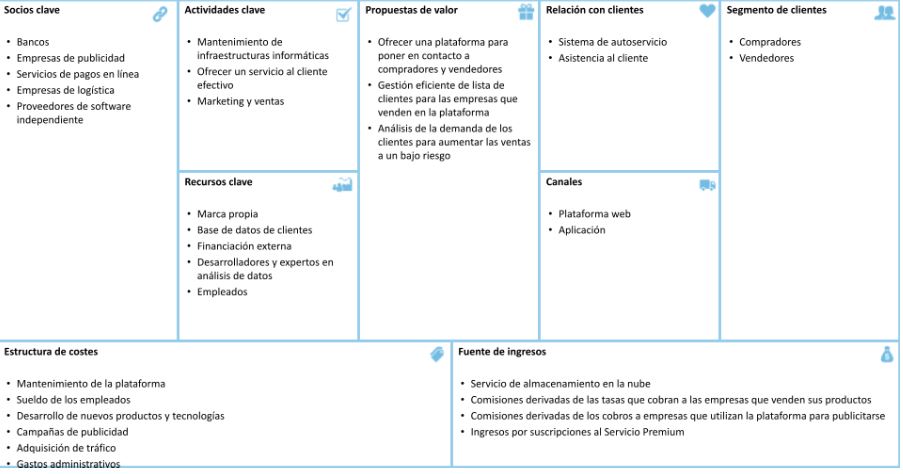 Socios clave
• Bancos
• Empresas de publicidad
• Servicios de pagos en línea
• Empresas de logística
• Proveedores de software
independiente
Actividades clave
• Mantenimiento de
infraestructuras informáticas
• Ofrecer un servicio al cliente
efectivo
• Marketing y ventas
Recursos clave
• Marca propia
• Base de datos de clientes
• Financiación externa
• Desarrolladores y expertos en
análisis de datos
• Empleados
Propuestas de valor
• Ofrecer una plataforma para
poner en contacto a
compradores y vendedores
• Gestión eficiente de lista de
clientes para las empresas que
venden en la plataforma
• Análisis de la demanda de los
clientes para aumentar las ventas
a un bajo riesgo
Relación con clientes
• Sistema de autoservicio
• Asistencia al cliente
Canales
• Plataforma web
• Aplicación
Segmento de clientes
• Compradores
• Vendedores
Estructura de costes
• Mantenimiento de la plataforma
• Sueldo de los empleados
• Desarrollo de nuevos productos y tecnologías
• Campañas de publicidad
• Adquisición de tráfico
• Gastos administrativos
Fuente de ingresos
• Servicio de almacenamiento en la nube
• Comisiones derivadas de las tasas que cobran a las empresas que venden sus productos
• Comisiones derivadas de los cobros a empresas que utilizan la plataforma para publicitarse
• Ingresos por suscripciones al Servicio Premium